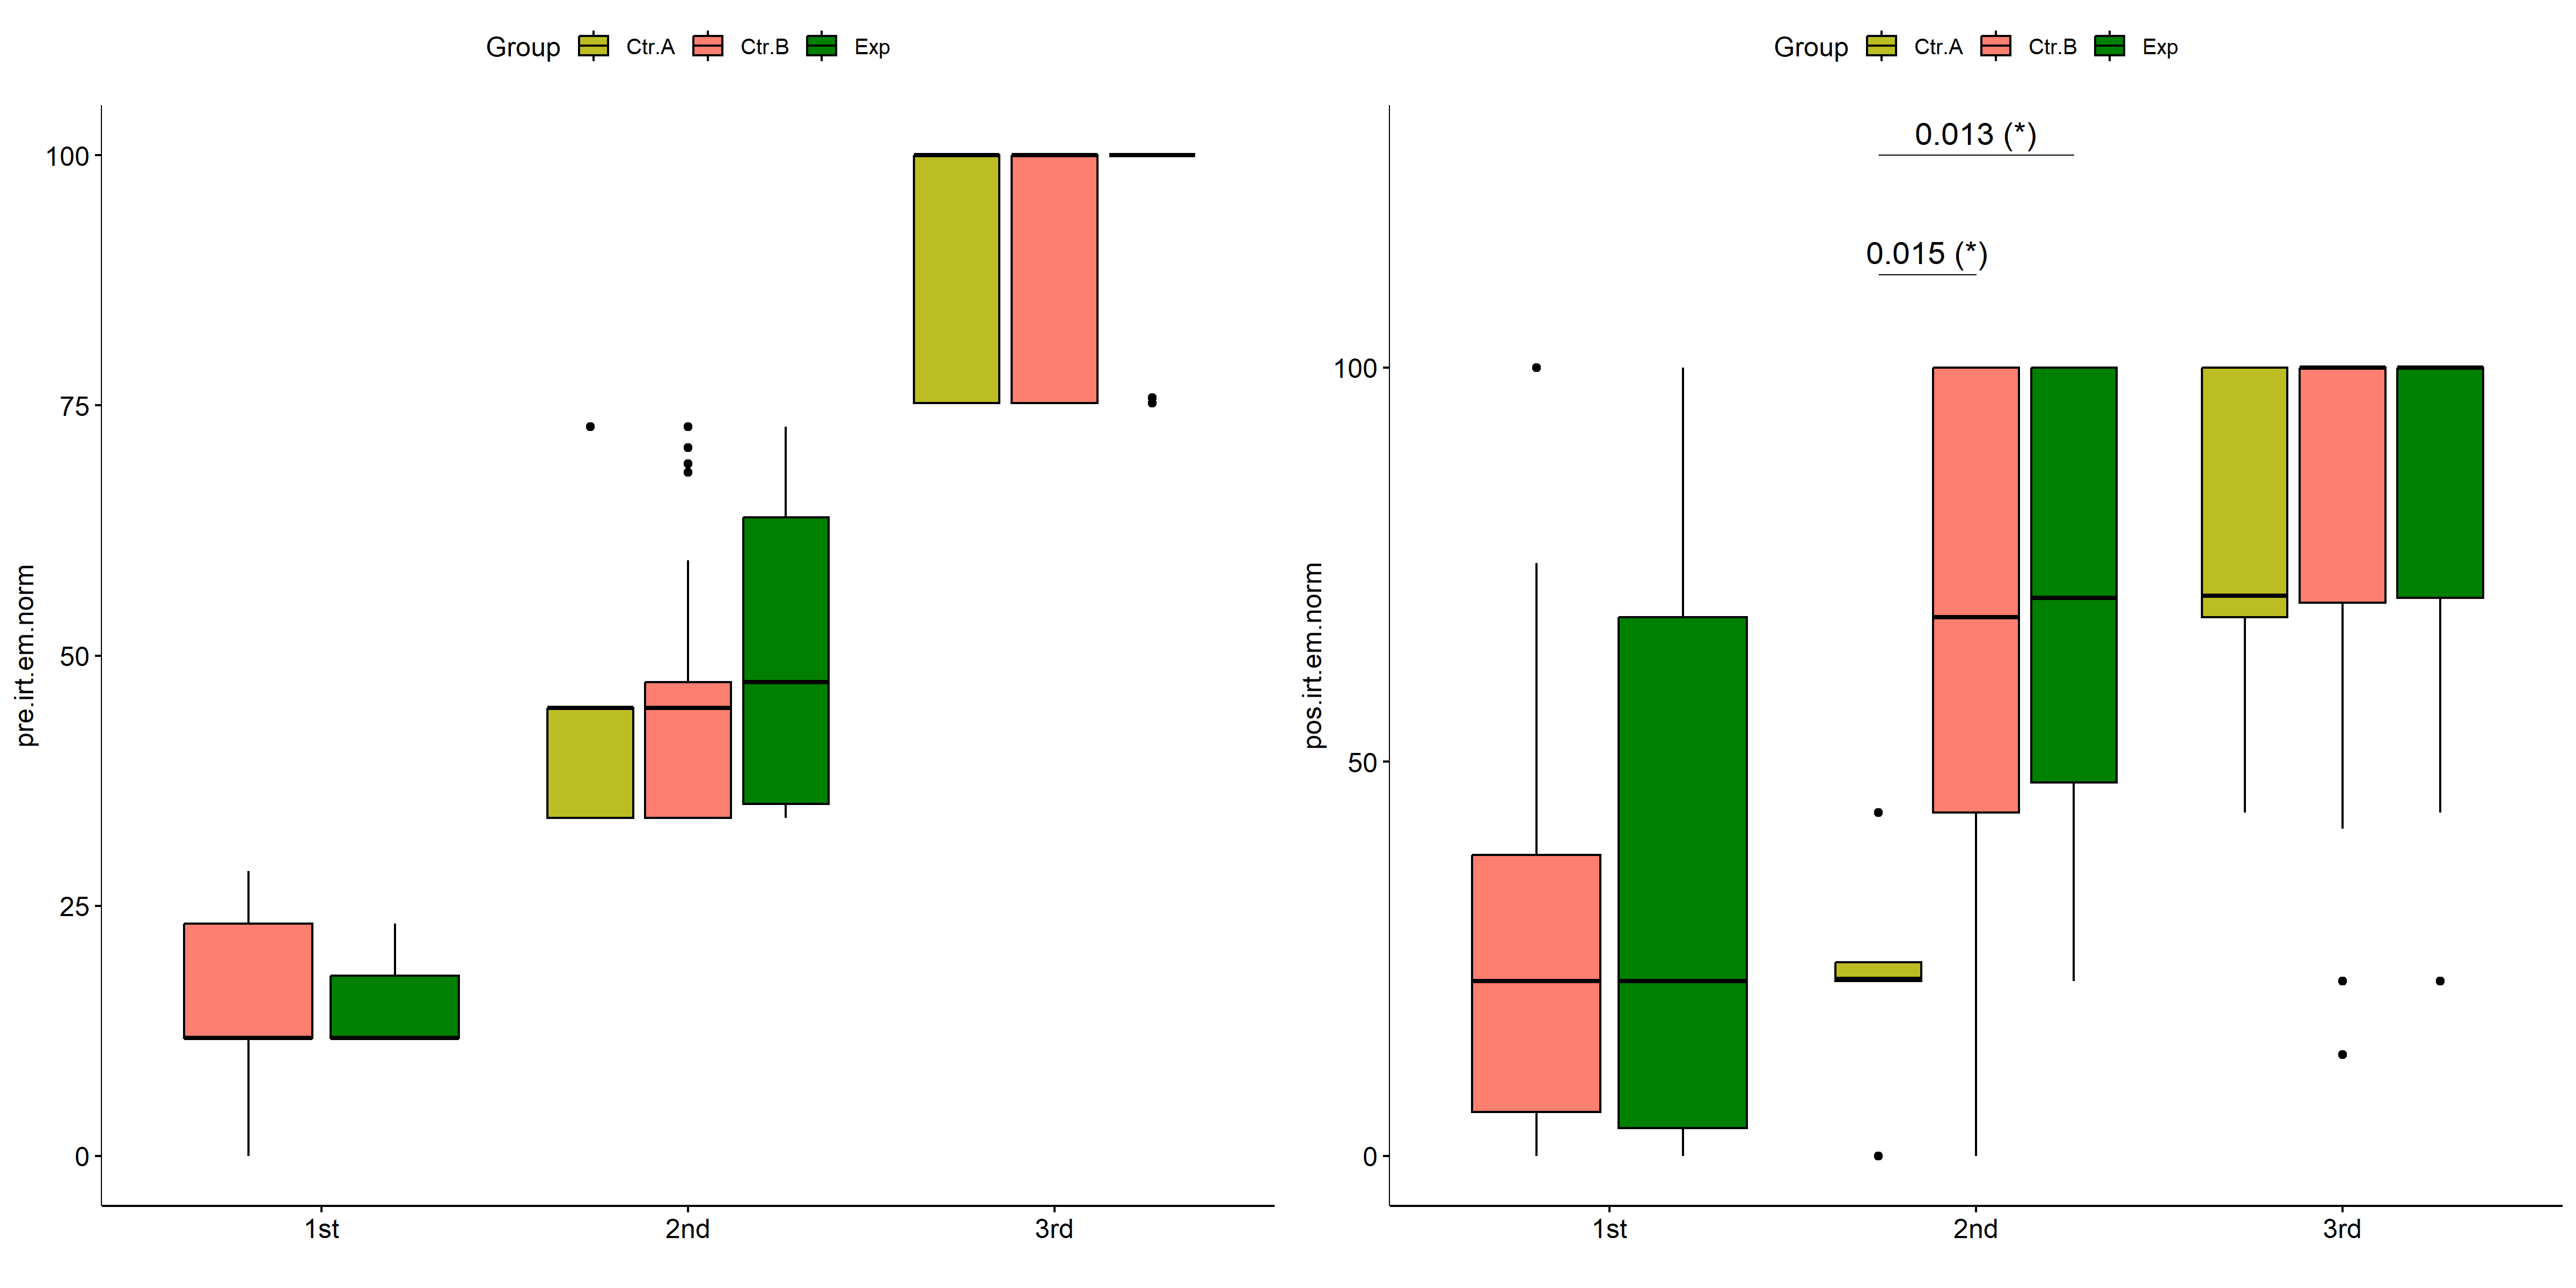 Group Ctr.A Ctr.B Exp
pre.irt.em.norm
100
75
50
25
0
1st 2nd 3rd
Group Ctr.A Ctr.B Exp
pos.irt.em.norm
0.013 (*)
0.015 (*)
100
50
0
1st 2nd 3rd